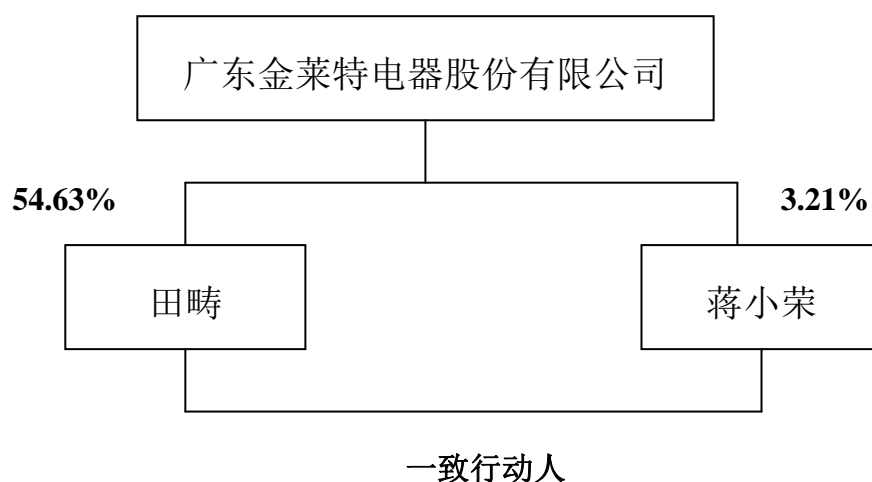 广东金莱特电器股份有限公司
54.63%
3.21%
田畴
蒋小荣
一致行动人